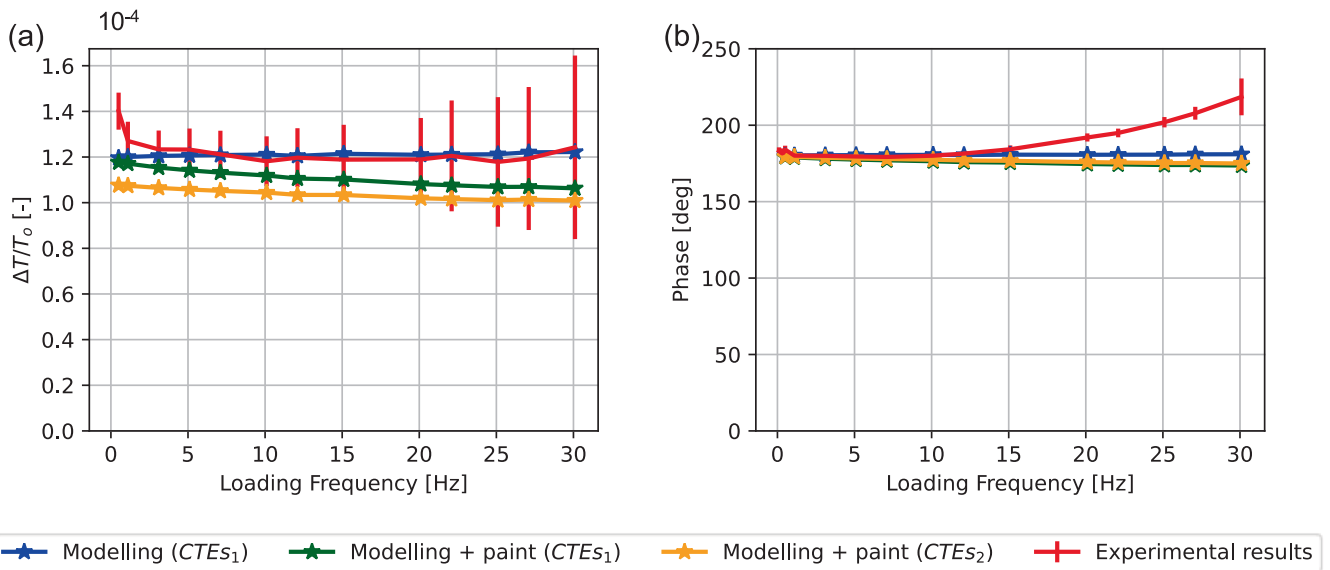 10⁻⁴
(a)
1.6
1.4
1.2
1.0
0.8
0.6
0.4
0.2
0.0
ΔT/Tₒ [-]
0 5 10 15 20 25 30
Loading Frequency [Hz]
(b)
250
200
150
100
50
0
Phase [deg]
0 5 10 15 20 25 30
Loading Frequency [Hz]
Modelling (CTEs₁) Modelling + paint (CTEs₁) Modelling + paint (CTEs₂) Experimental results